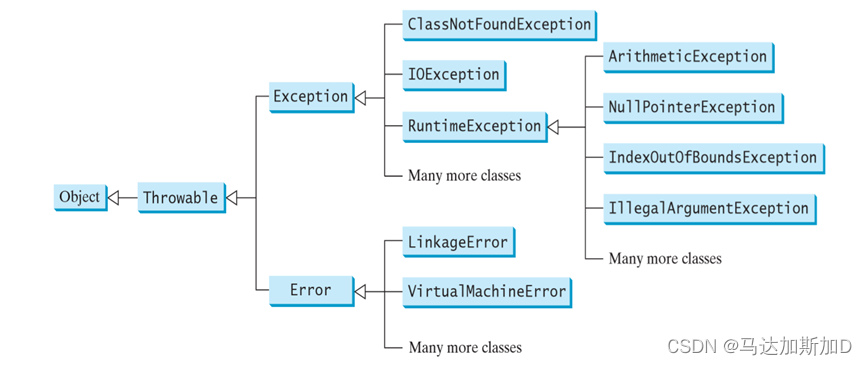 ClassNotFoundException
ArithmeticException
IOException
Exception
NullPointerException
RuntimeException
IndexOutOfBoundsException
Many more classes
Object
Throwable
IllegalArgumentException
LinkageError
Many more classes
Error
VirtualMachineError
Many more classes
CSDN @马达加斯加D